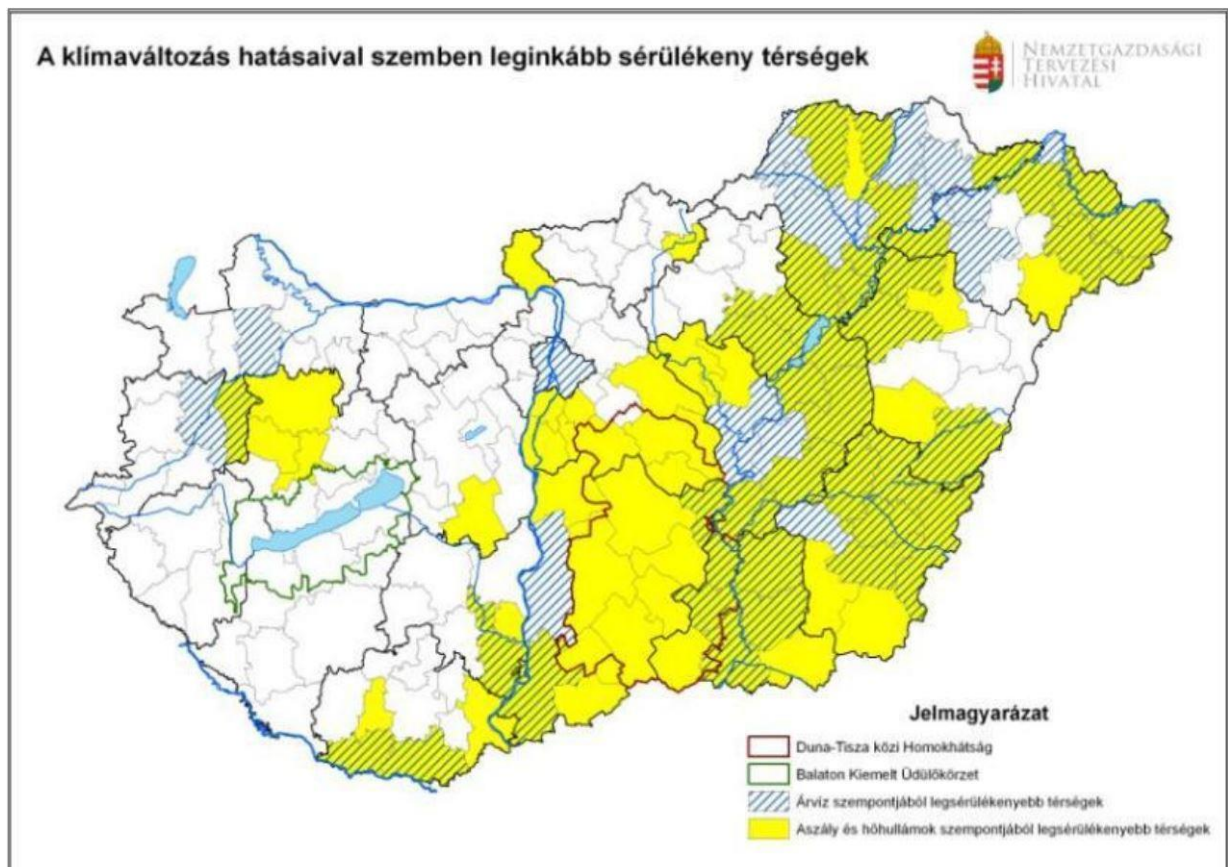 A klímaváltozás hatásaival szemben leginkább sérülékeny térségek
NEMZETGAZDASÁGI
TERVEZÉSI
HIVATAL
Jelmagyarázat
Duna-Tisza közi Homokhátság
Balaton Kiemelt Üdülőkörzet
Árvíz szempontjából legsérülékenyebb térségek
Aszály és hőhullámok szempontjából legsérülékenyebb térségek